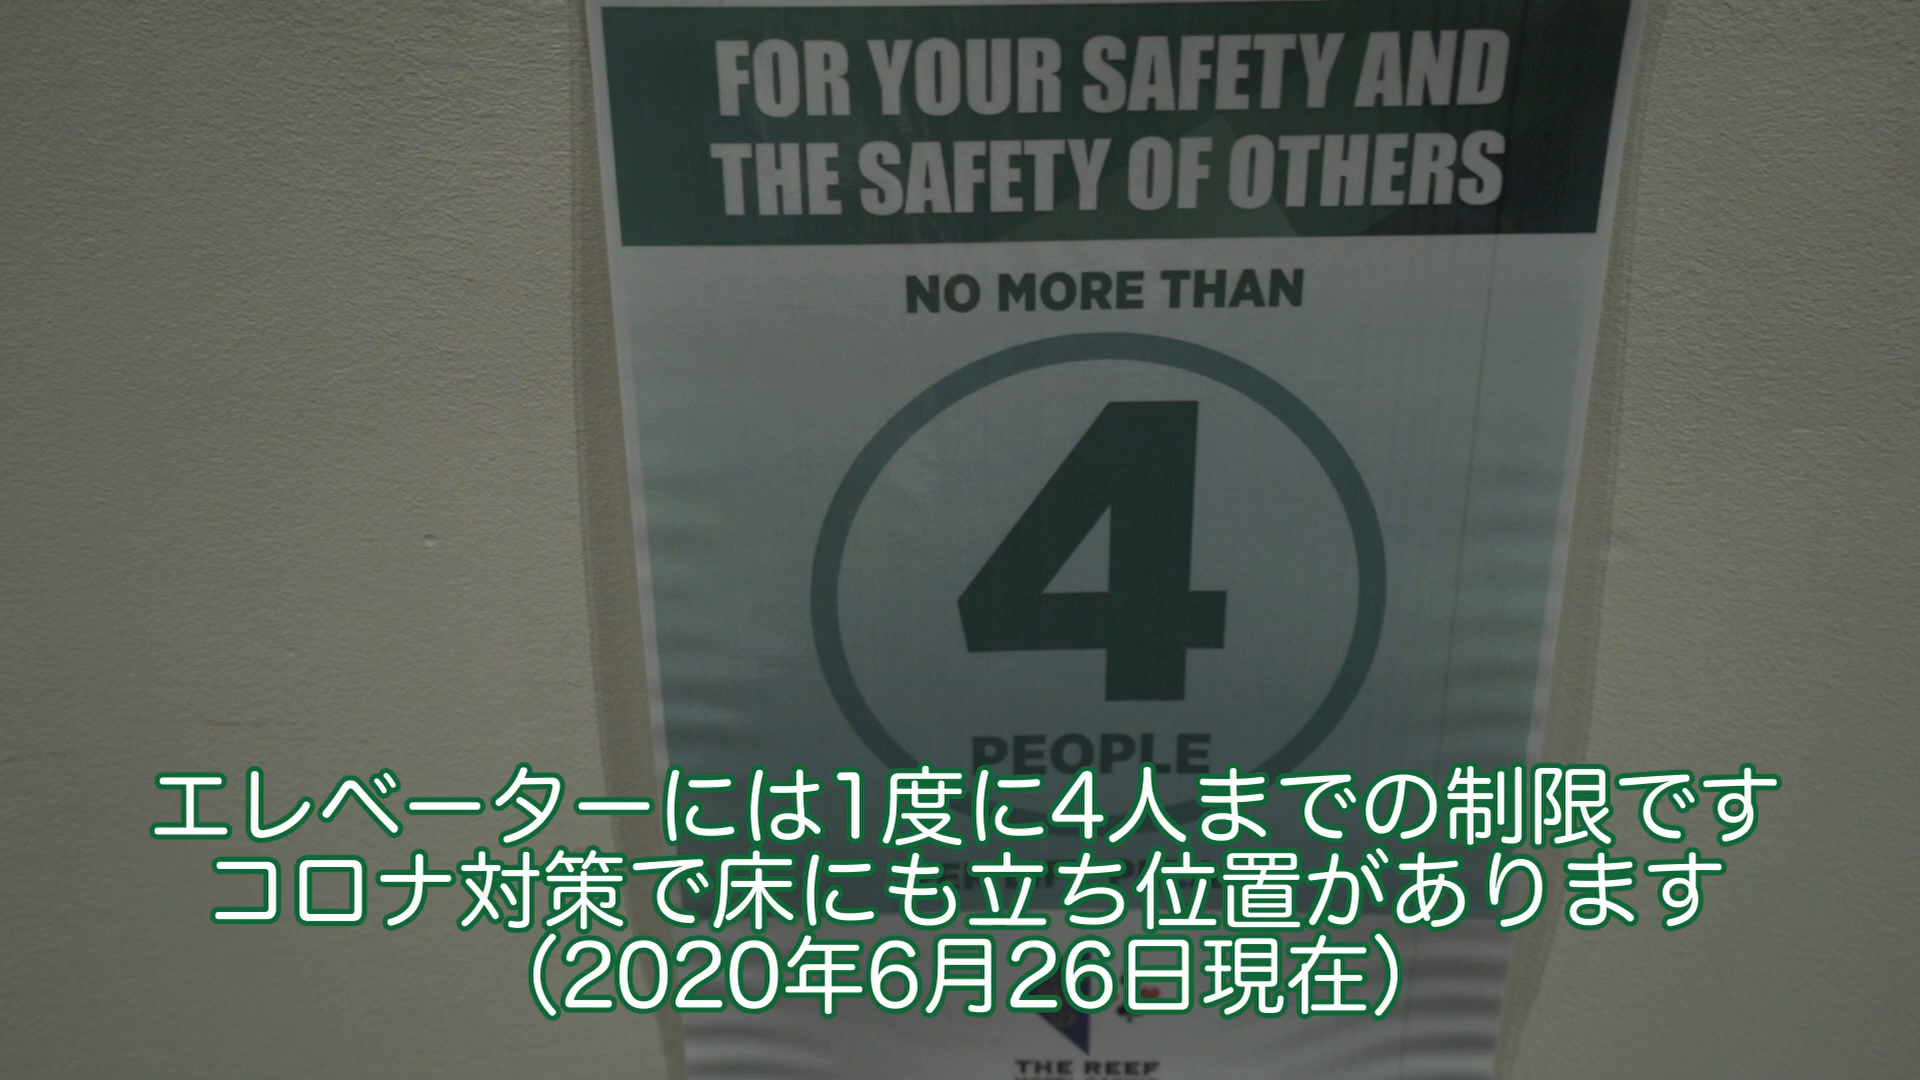 FOR YOUR SAFETY AND
THE SAFETY OF OTHERS
NO MORE THAN
4
PEOPLE
エレベーターには1度に4人までの制限です
コロナ対策で床にも立ち位置があります
（2020年6月26日現在）
THE REEF